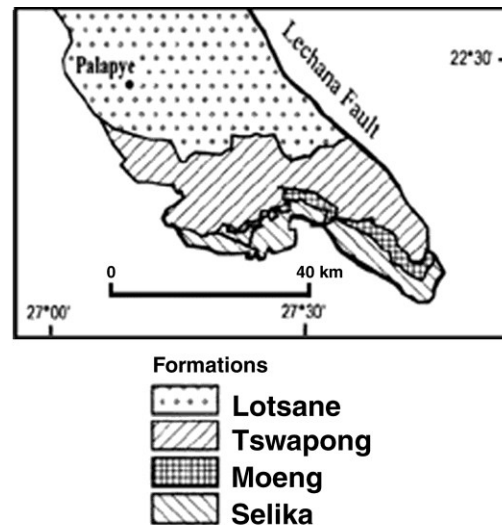 Palapye
Lechana Fault
22°30'
0
40 km
27°00'
27°30'
Formations
Lotsane
Tswapong
Moeng
Selika